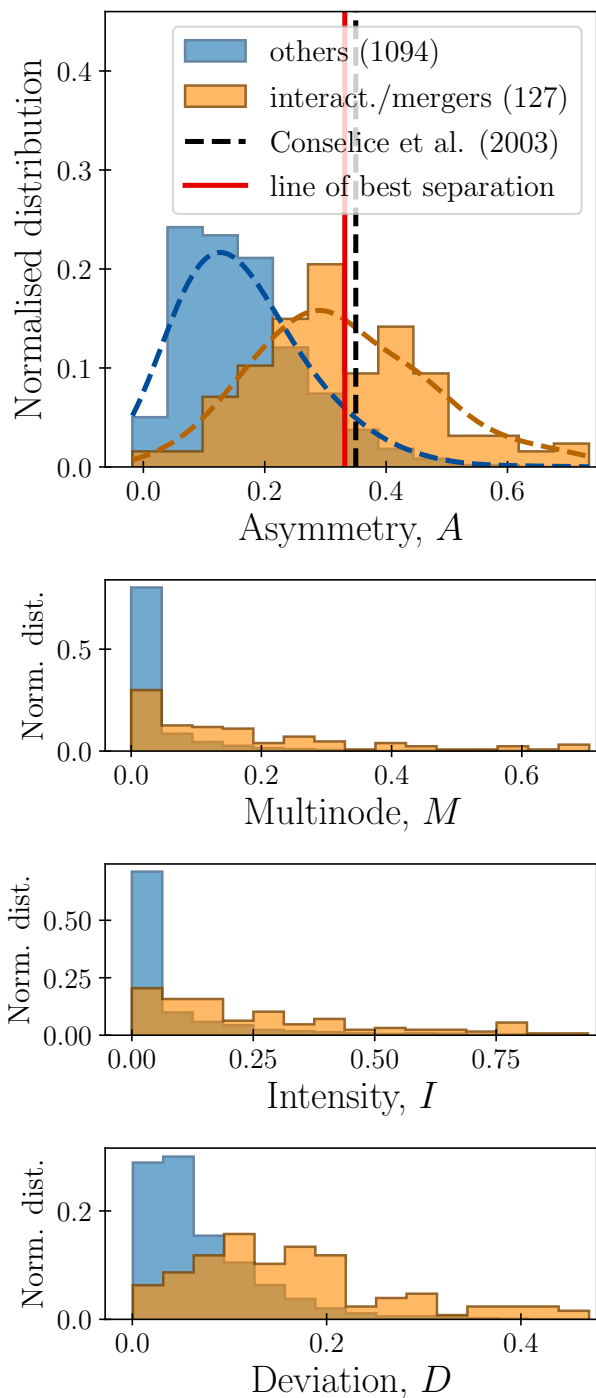 others (1094)
interact./mergers (127)
Conselice et al. (2003)
line of best separation
Normalised distribution
0.4
0.3
0.2
0.1
0.0
0.0 0.2 0.4 0.6
Asymmetry, A
Norm. dist.
0.5
0.0
0.0 0.2 0.4 0.6
Multinode, M
Norm. dist.
0.50
0.25
0.00
0.00 0.25 0.50 0.75
Intensity, I
Norm. dist.
0.2
0.0
0.0 0.2 0.4
Deviation, D